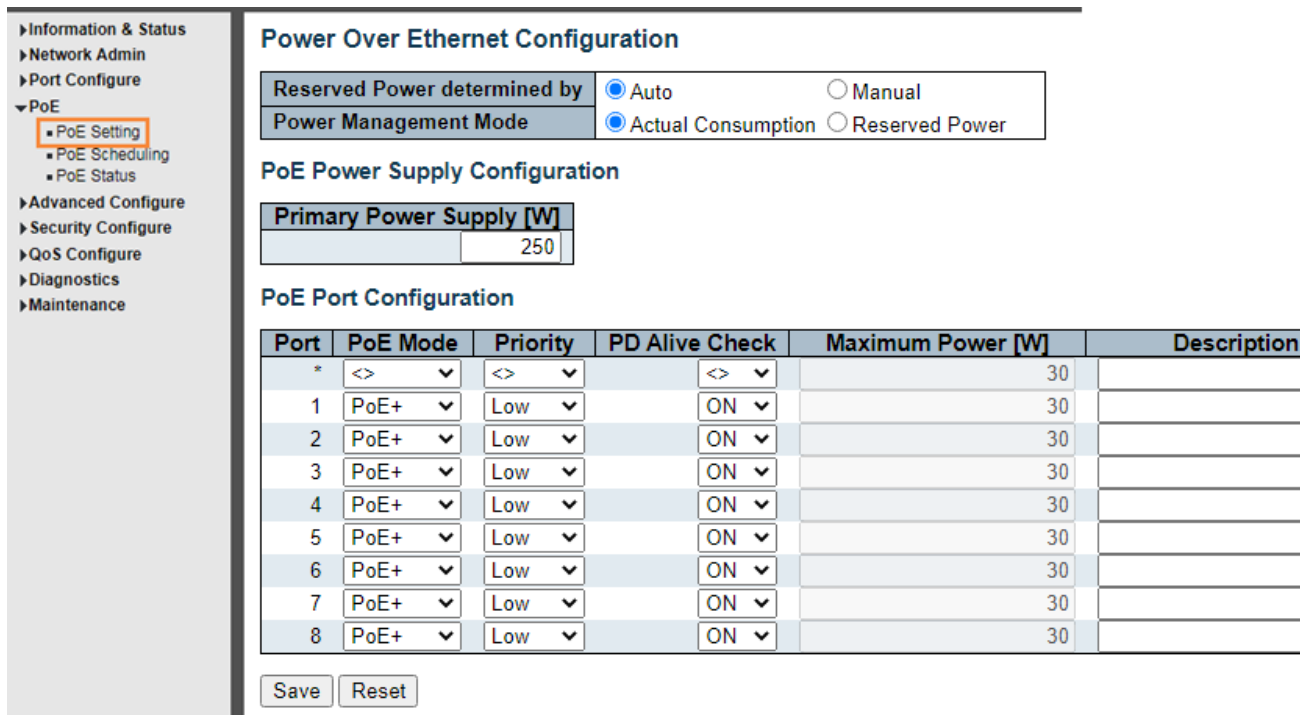 Information & Status
Network Admin
Port Configure
PoE
PoE Setting
PoE Scheduling
PoE Status
Advanced Configure
Security Configure
QoS Configure
Diagnostics
Maintenance
Power Over Ethernet Configuration
Reserved Power determined by Auto Manual
Power Management Mode Actual Consumption Reserved Power
PoE Power Supply Configuration
Primary Power Supply [W]
250
PoE Port Configuration
Port PoE Mode Priority PD Alive Check Maximum Power [W] Description
* <> <> <> 30
1 PoE+ Low ON 30
2 PoE+ Low ON 30
3 PoE+ Low ON 30
4 PoE+ Low ON 30
5 PoE+ Low ON 30
6 PoE+ Low ON 30
7 PoE+ Low ON 30
8 PoE+ Low ON 30
Save Reset